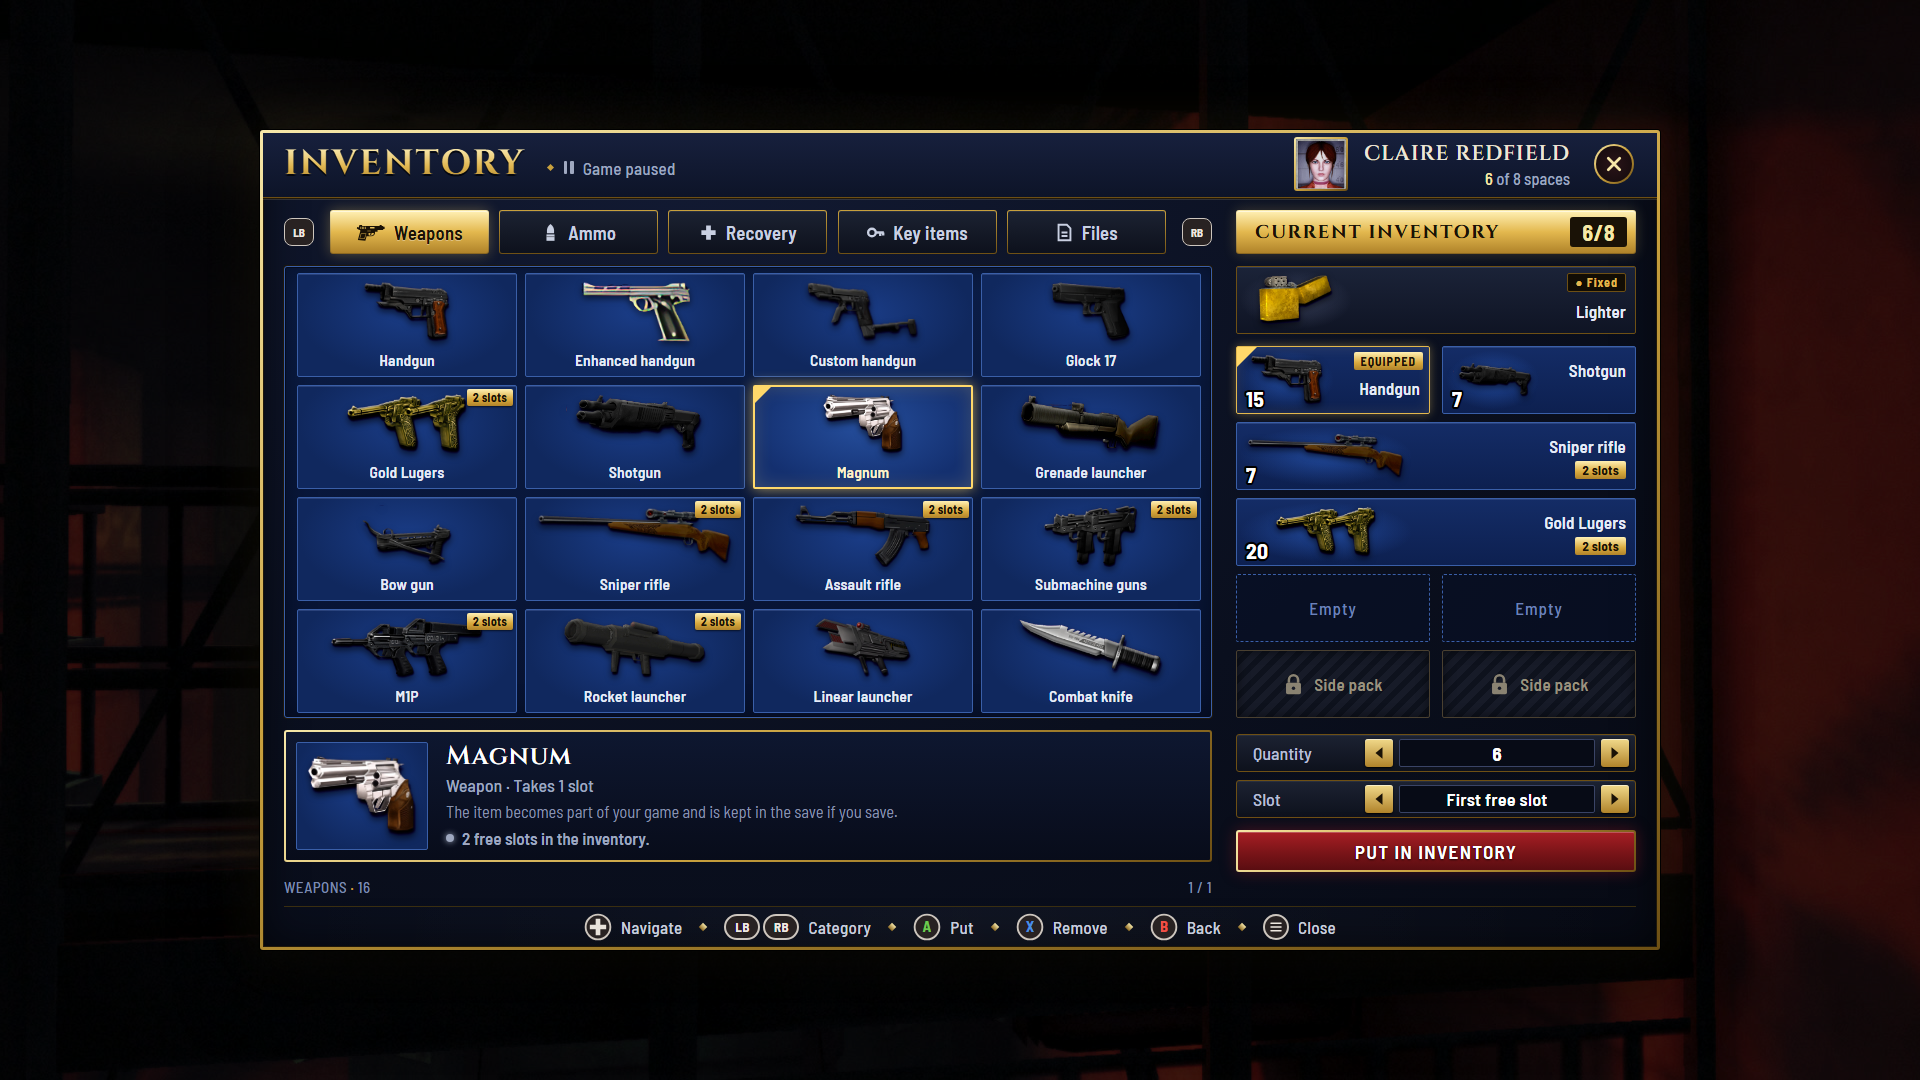 INVENTORY
Game paused
CLAIRE REDFIELD
6 of 8 spaces
LB
Weapons
Ammo
Recovery
Key items
Files
RB
CURRENT INVENTORY
6/8
Handgun
Enhanced handgun
Custom handgun
Glock 17
2 slots
Gold Lugers
Shotgun
Magnum
Grenade launcher
Bow gun
2 slots
Sniper rifle
2 slots
Assault rifle
2 slots
Submachine guns
2 slots
M1P
2 slots
Rocket launcher
Linear launcher
Combat knife
Fixed
Lighter
EQUIPPED
Handgun
15
Shotgun
7
Sniper rifle
2 slots
7
Gold Lugers
2 slots
20
Empty
Empty
Side pack
Side pack
MAGNUM
Weapon · Takes 1 slot
The item becomes part of your game and is kept in the save if you save.
2 free slots in the inventory.
Quantity
6
Slot
First free slot
PUT IN INVENTORY
WEAPONS · 16
1 / 1
Navigate
LB
RB
Category
A
Put
X
Remove
B
Back
Close